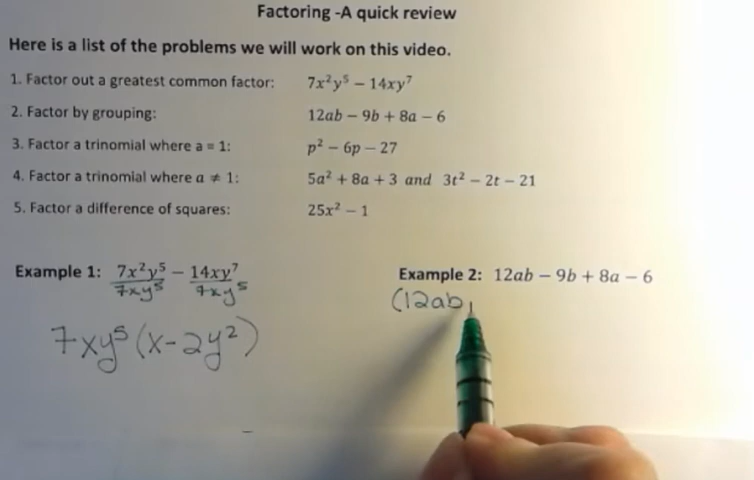 Factoring -A quick review
Here is a list of the problems we will work on this video.
1. Factor out a greatest common factor: 7x²y⁵ − 14xy⁷
2. Factor by grouping: 12ab − 9b + 8a − 6
3. Factor a trinomial where a = 1: p² − 6p − 27
4. Factor a trinomial where a ≠ 1: 5a² + 8a + 3 and 3t² − 2t − 21
5. Factor a difference of squares: 25x² − 1
Example 1: 7x²y⁵ − 14xy⁷
7xy⁵ 7xy⁵
7xy⁵(x-2y²)
Example 2: 12ab − 9b + 8a − 6
(12ab